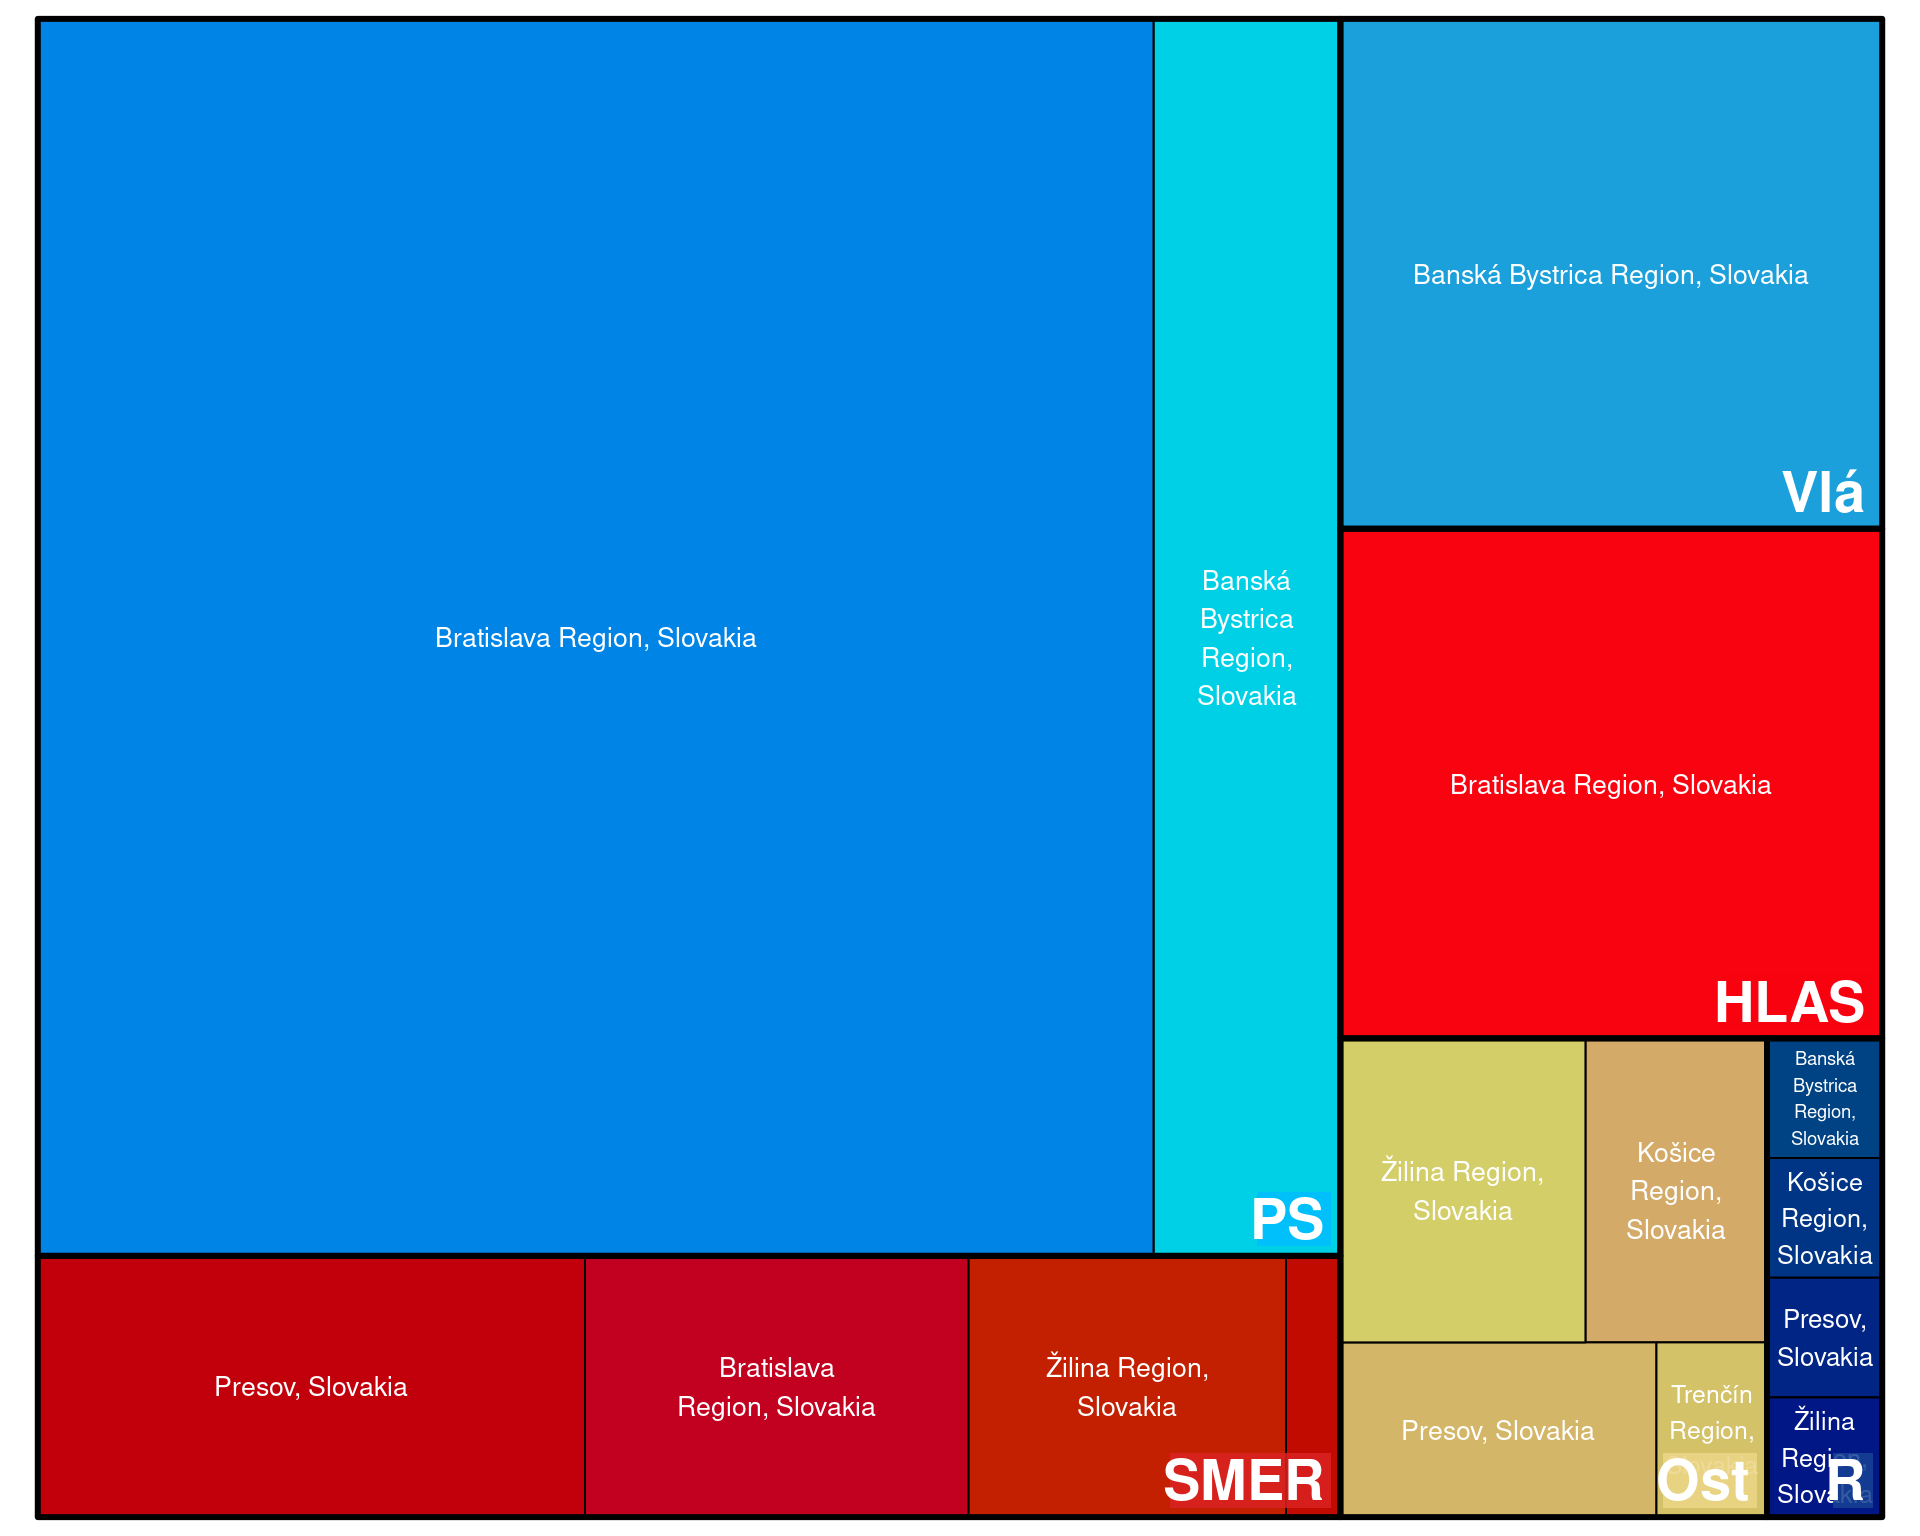 Bratislava Region, Slovakia
Banská
Bystrica
Region,
Slovakia
PS
Presov, Slovakia
Bratislava
Region, Slovakia
Žilina Region,
Slovakia
SMER
Banská Bystrica Region, Slovakia
Vlá
Bratislava Region, Slovakia
HLAS
Žilina Region,
Slovakia
Košice
Region,
Slovakia
Presov, Slovakia
Trenčín
Region,
Ost
Banská
Bystrica
Region,
Slovakia
Košice
Region,
Slovakia
Presov,
Slovakia
Žilina
Region,
Slovakia
R